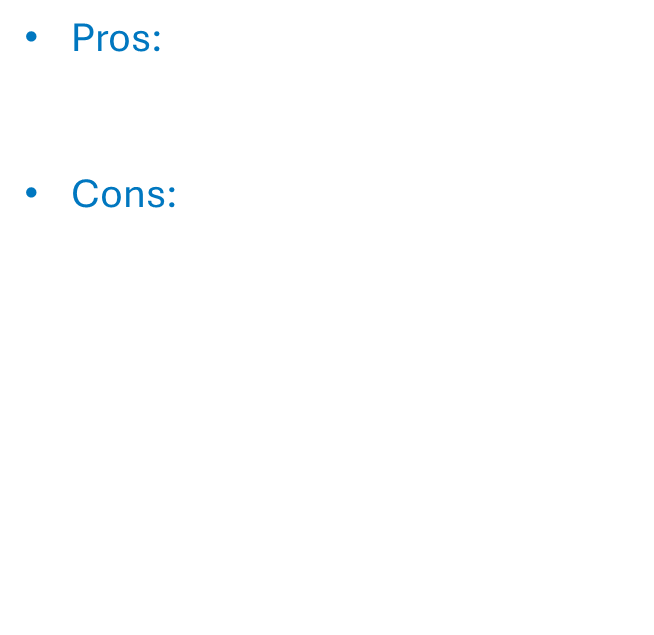 • Pros:
• Cons: